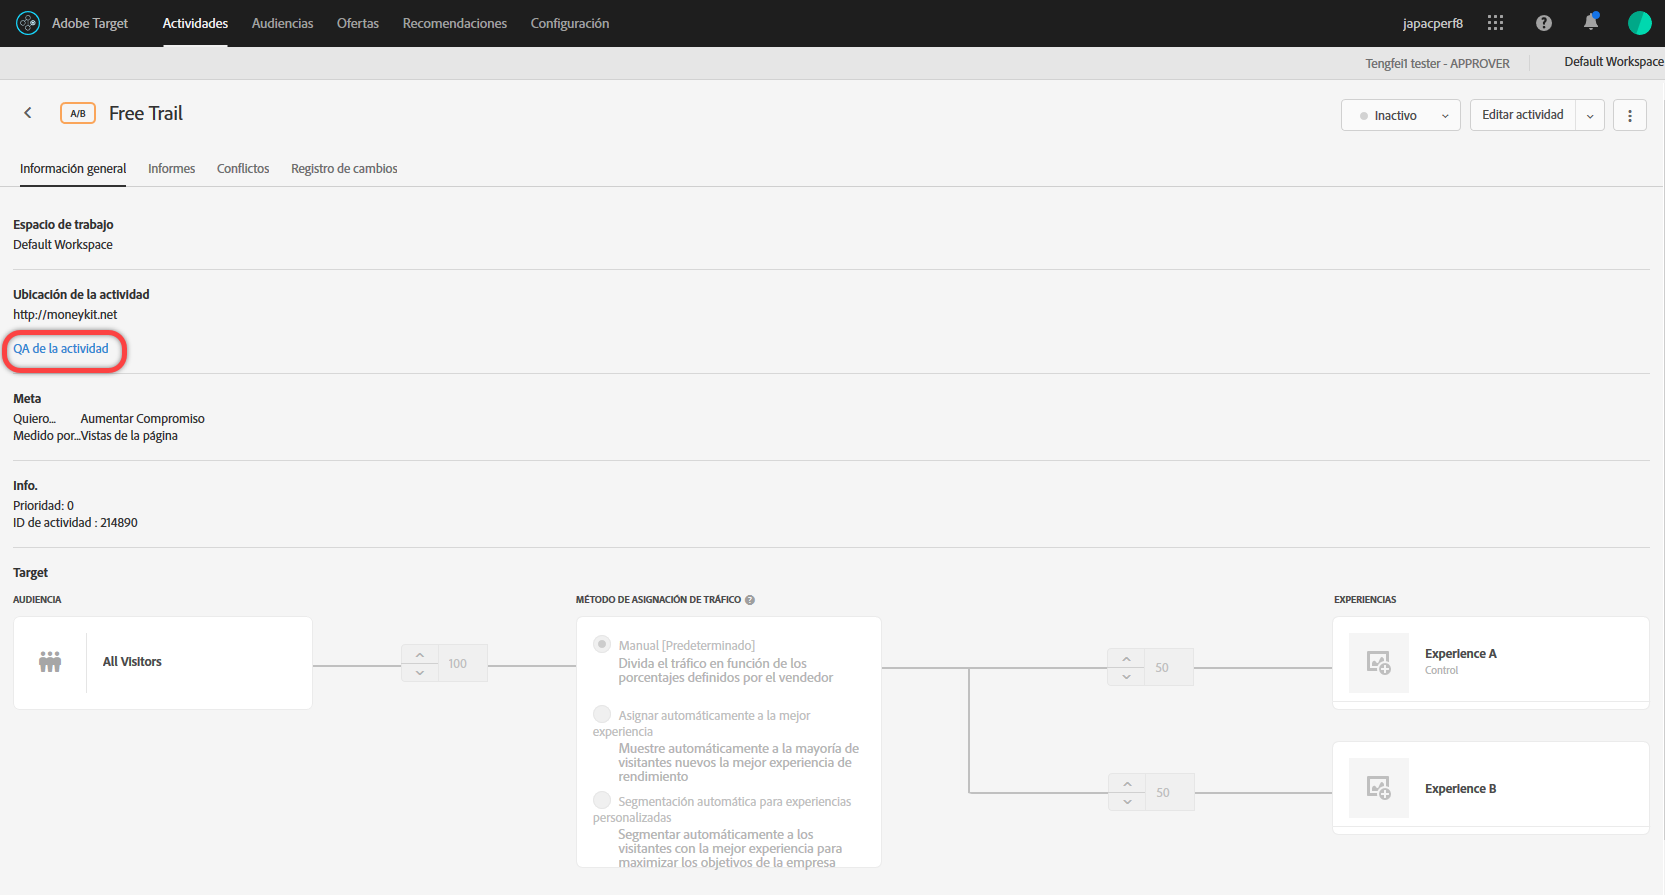 Adobe Target
Actividades
Audiencias
Ofertas
Recomendaciones
Configuración
japacperf8
Tengfei1 tester - APPROVER
Default Workspace
A/B
Free Trail
Inactivo
Editar actividad
Información general
Informes
Conflictos
Registro de cambios
Espacio de trabajo
Default Workspace
Ubicación de la actividad
http://moneykit.net
QA de la actividad
Meta
Quiero... Aumentar Compromiso
Medido por...Vistas de la página
Info.
Prioridad: 0
ID de actividad : 214890
Target
AUDIENCIA
All Visitors
100
MÉTODO DE ASIGNACIÓN DE TRÁFICO
Manual [Predeterminado]
Divida el tráfico en función de los
porcentajes definidos por el vendedor
Asignar automáticamente a la mejor
experiencia
Muestre automáticamente a la mayoría de
visitantes nuevos la mejor experiencia de
rendimiento
Segmentación automática para experiencias
personalizadas
Segmentar automáticamente a los
visitantes con la mejor experiencia para
maximizar los objetivos de la empresa
50
50
EXPERIENCIAS
Experience A
Control
Experience B